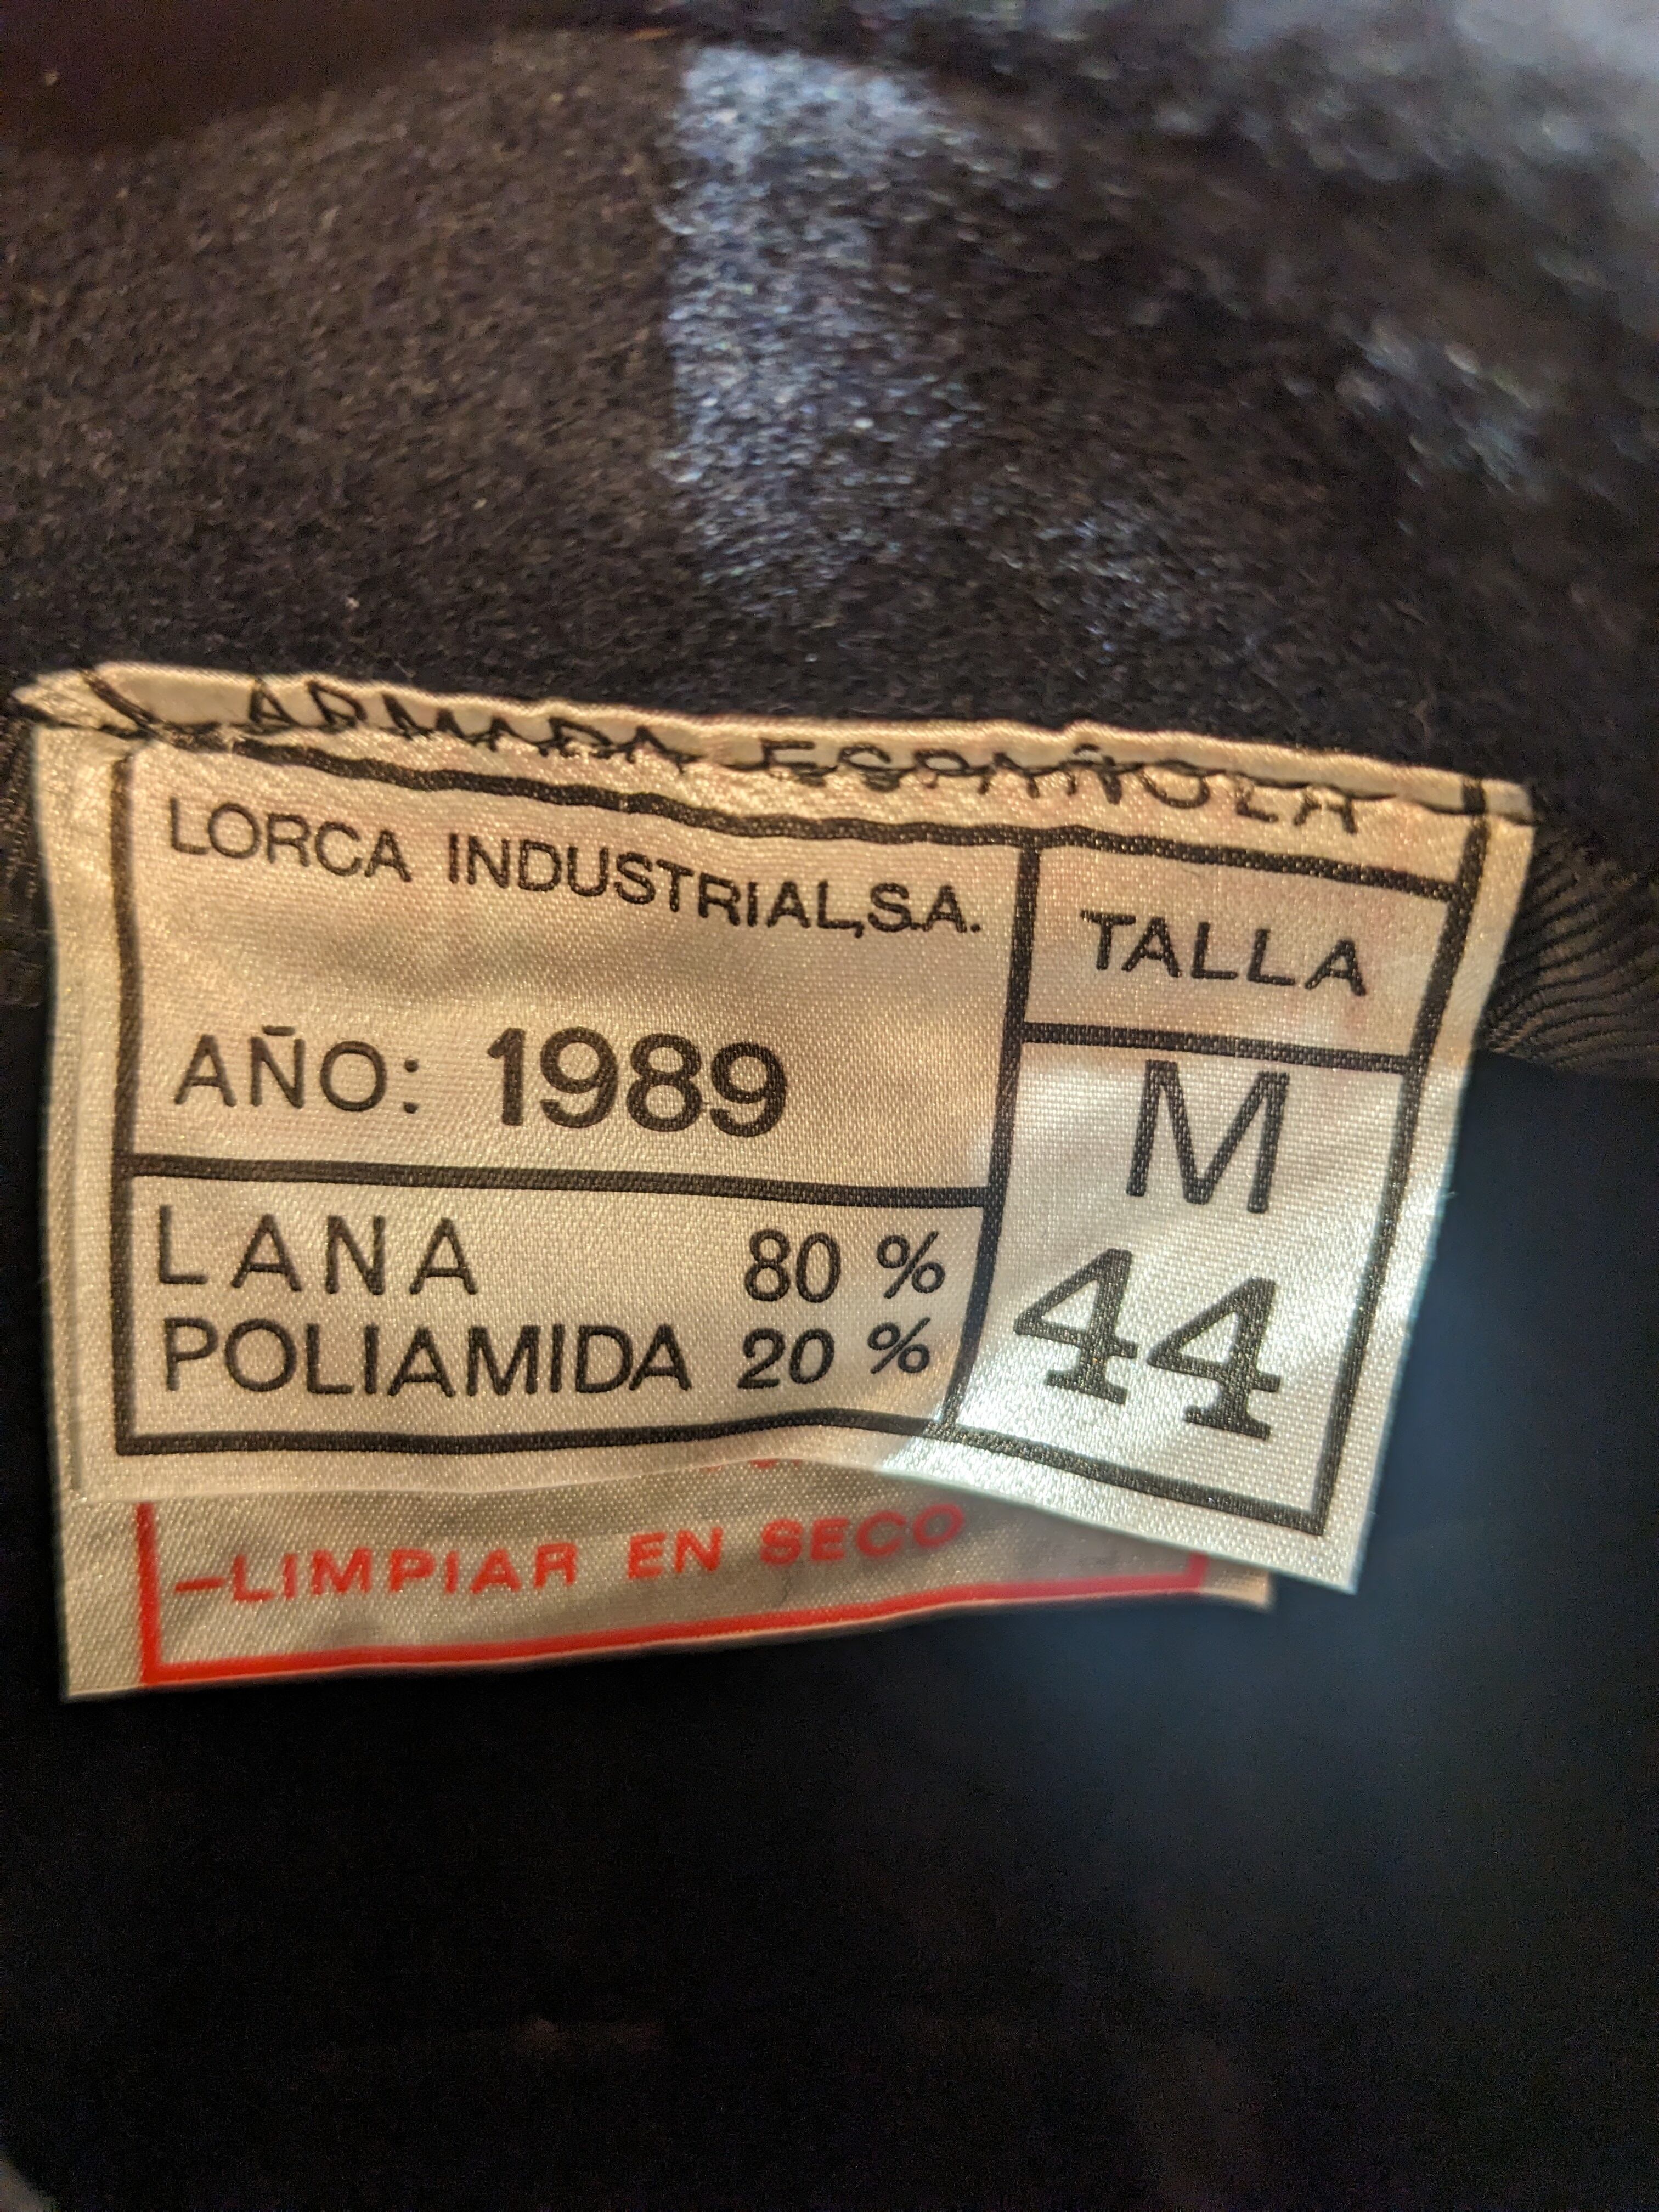 ARMADA ESPAÑOLA
LORCA INDUSTRIAL,S.A.
TALLA
AÑO: 1989
M
44
LANA 80 %
POLIAMIDA 20 %
-LIMPIAR EN SECO